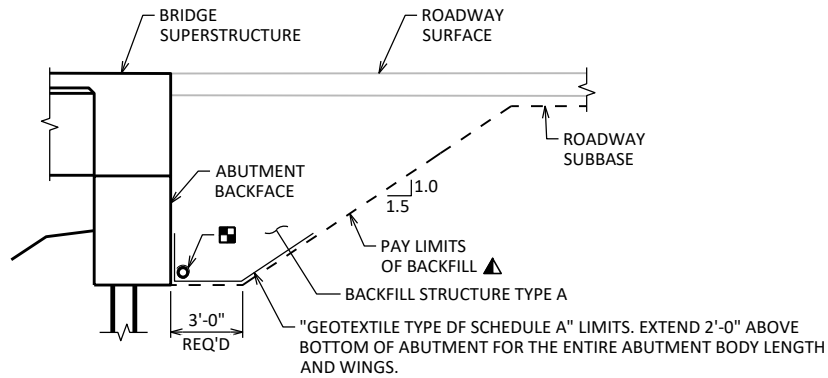 BRIDGE
SUPERSTRUCTURE
ROADWAY
SURFACE
ROADWAY
SUBBASE
ABUTMENT
BACKFACE
1.0
1.5
PAY LIMITS
OF BACKFILL
BACKFILL STRUCTURE TYPE A
3'-0"
REQ'D
"GEOTEXTILE TYPE DF SCHEDULE A" LIMITS. EXTEND 2'-0" ABOVE
BOTTOM OF ABUTMENT FOR THE ENTIRE ABUTMENT BODY LENGTH
AND WINGS.